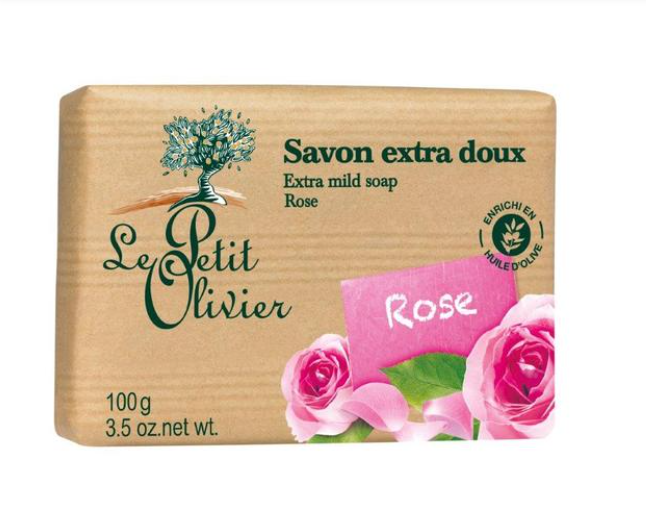 Savon extra doux
Extra mild soap
Rose
Le Petit
Olivier
ENRICHI EN
HUILE D'OLIVE
Rose
100g
3.5 oz.net wt.